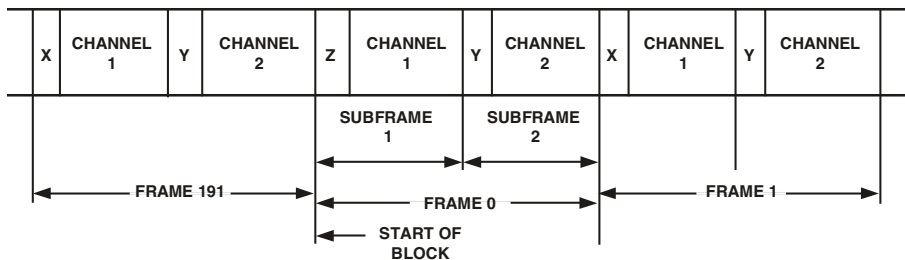 X CHANNEL 1 Y CHANNEL 2 Z CHANNEL 1 Y CHANNEL 2 X CHANNEL 1 Y CHANNEL 2
SUBFRAME 1 SUBFRAME 2
FRAME 191 FRAME 0 FRAME 1
START OF
BLOCK